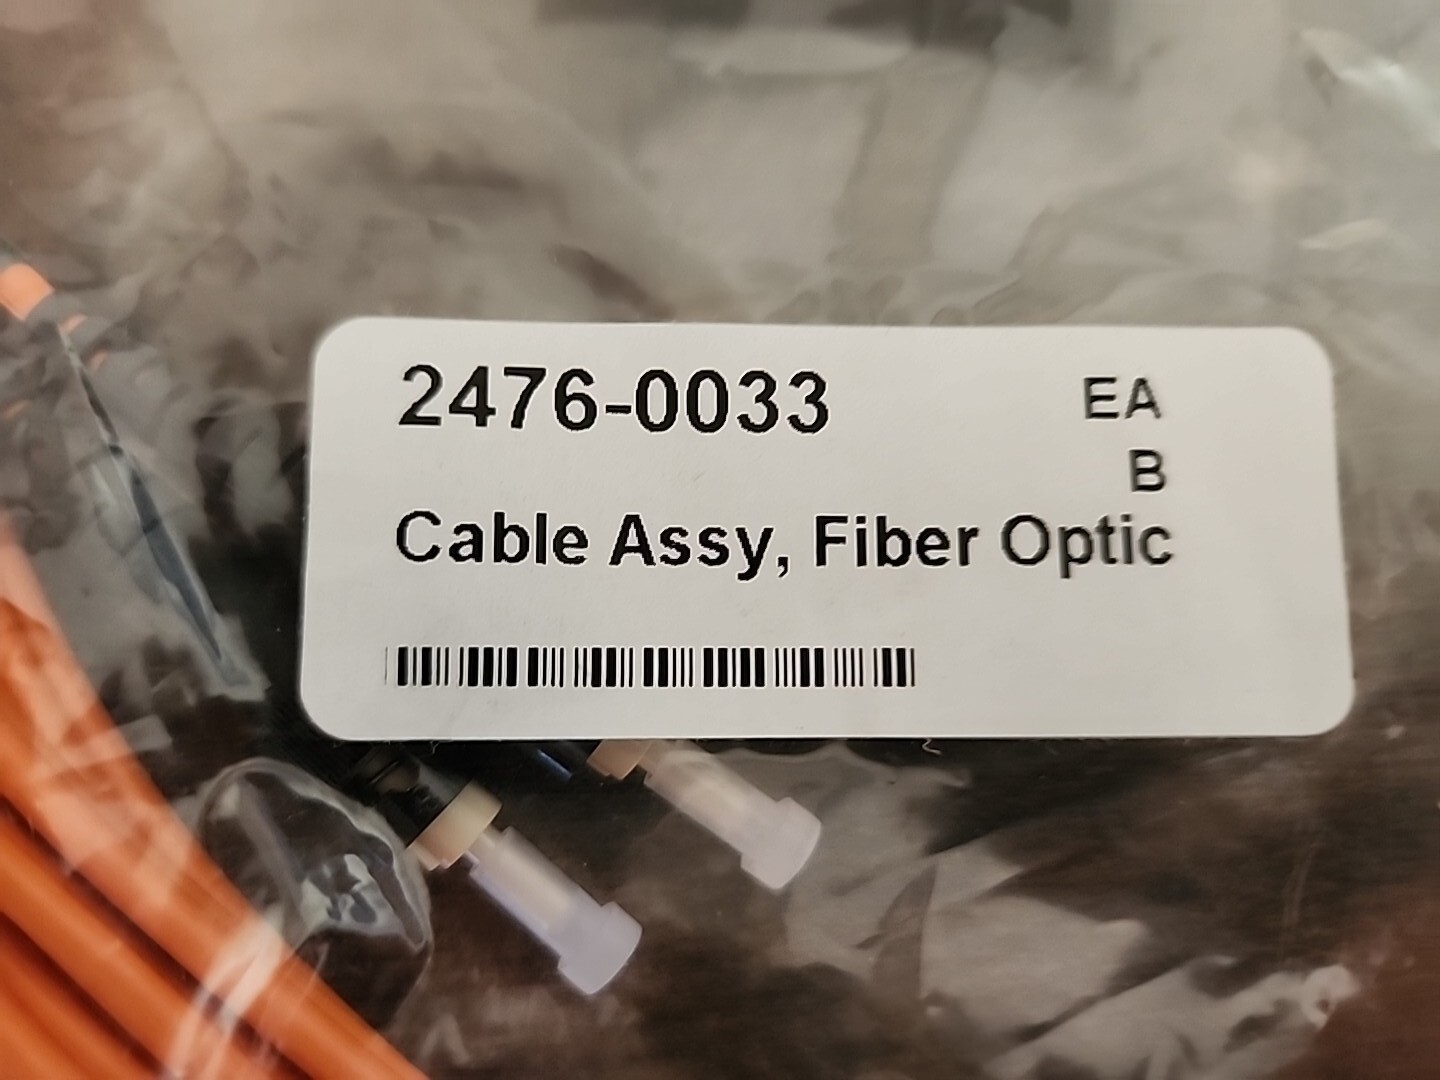 2476-0033 EA
B
Cable Assy, Fiber Optic